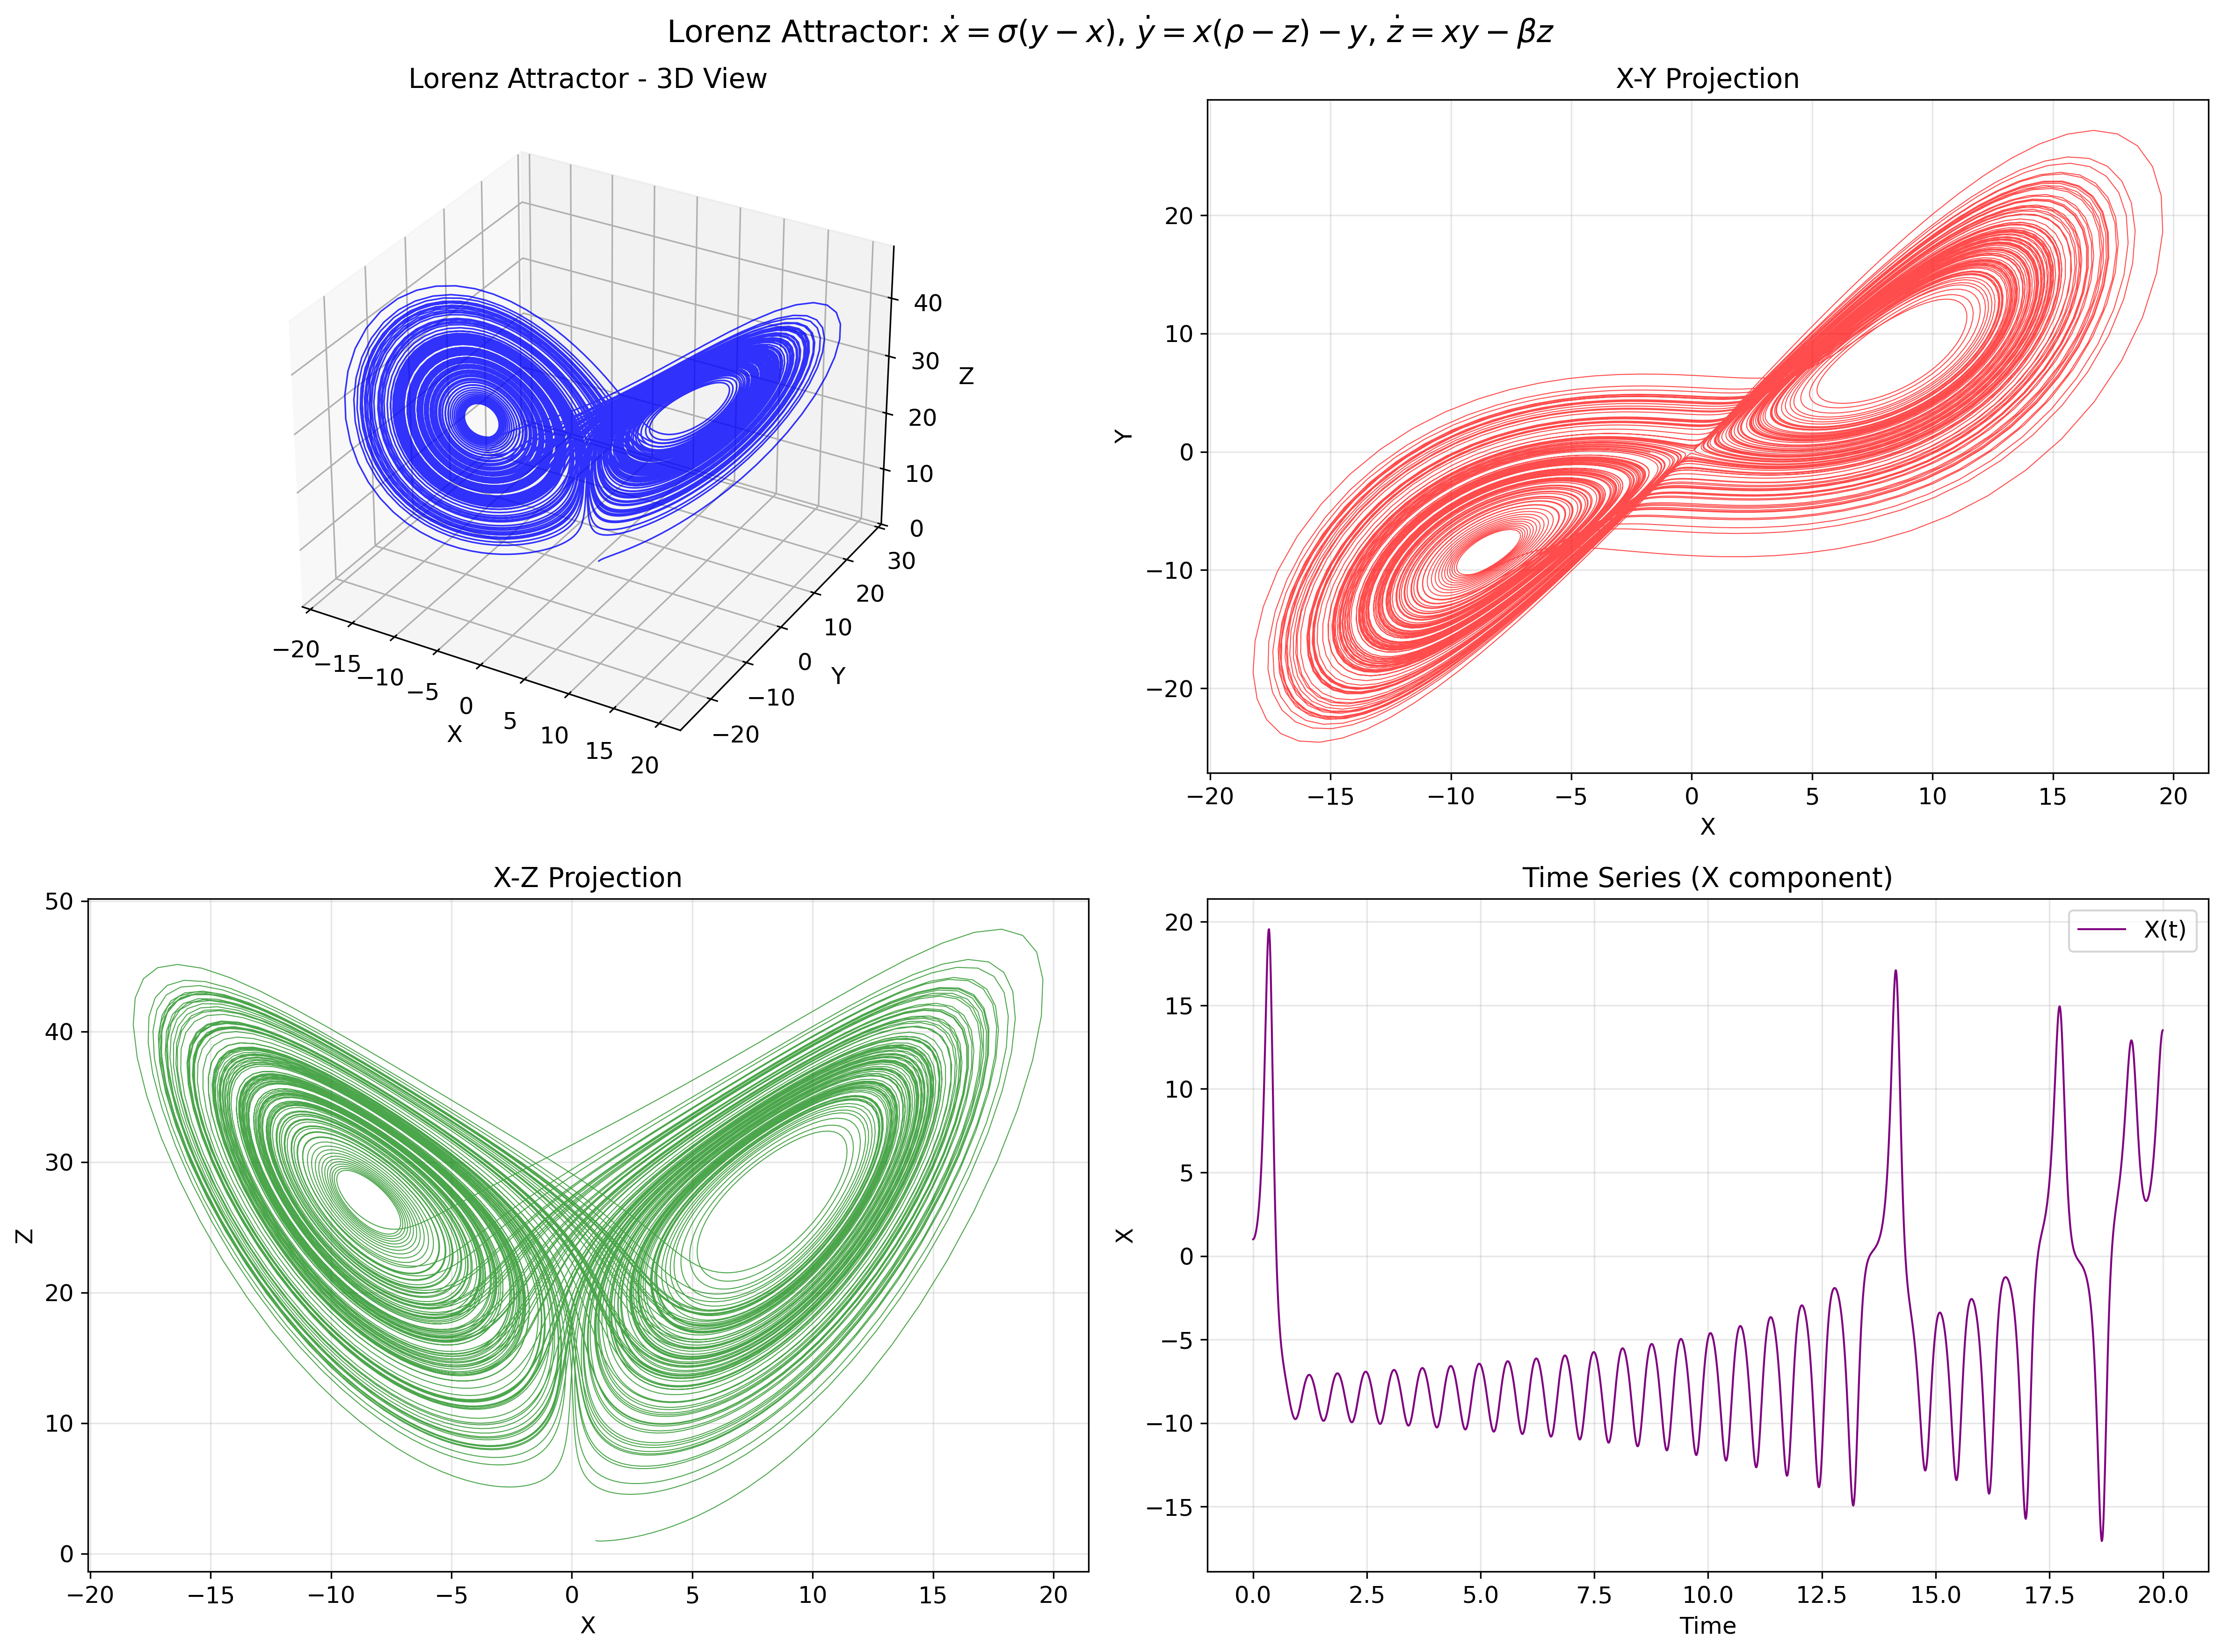 Lorenz Attractor: ẋ = σ(y − x), ẏ = x(ρ − z) − y, ż = xy − βz
Lorenz Attractor - 3D View
40
30
Z
20
10
0
30
20
10
0
Y
−10
−20
−20
−15
−10
−5
0
X
5
10
15
20
X-Y Projection
20
10
Y
0
−10
−20
−20 −15 −10 −5 0 5 10 15 20
X
X-Z Projection
50
40
30
Z
20
10
0
−20 −15 −10 −5 0 5 10 15 20
X
Time Series (X component)
X(t)
20
15
10
5
X
0
−5
−10
−15
0.0 2.5 5.0 7.5 10.0 12.5 15.0 17.5 20.0
Time